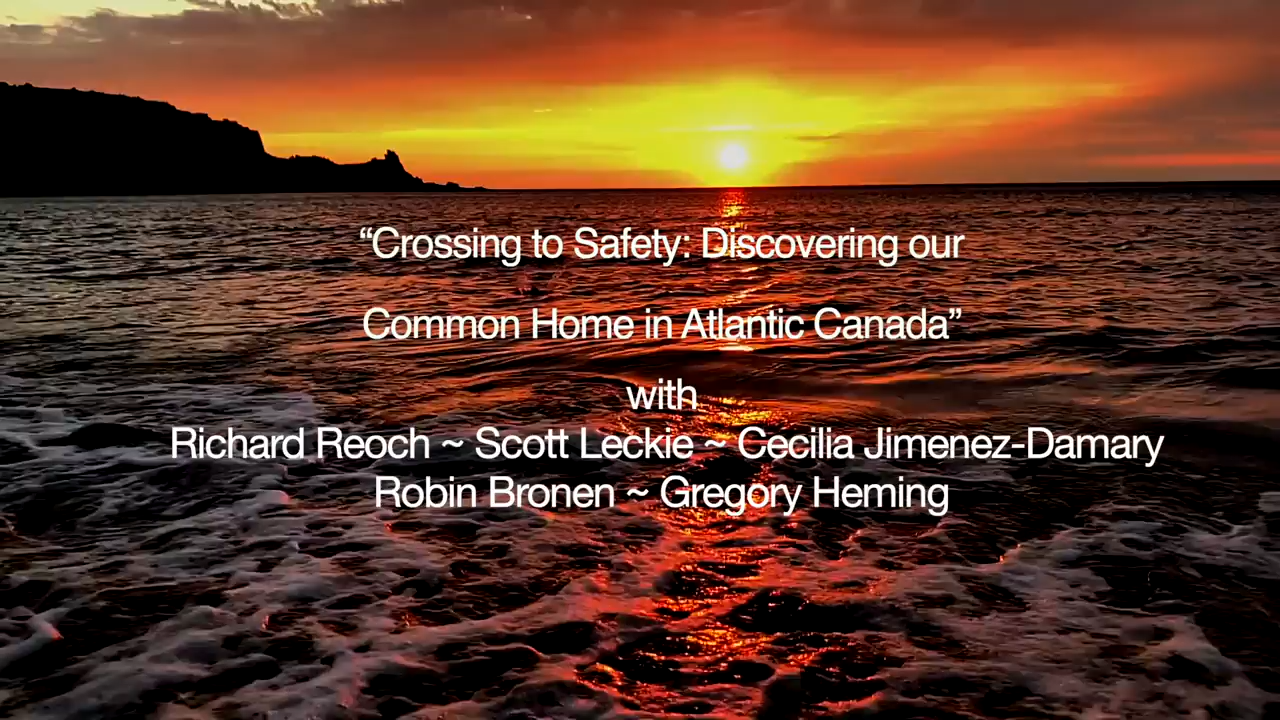 “Crossing to Safety: Discovering our
Common Home in Atlantic Canada”
with
Richard Reoch ~ Scott Leckie ~ Cecilia Jimenez-Damary
Robin Bronen ~ Gregory Heming